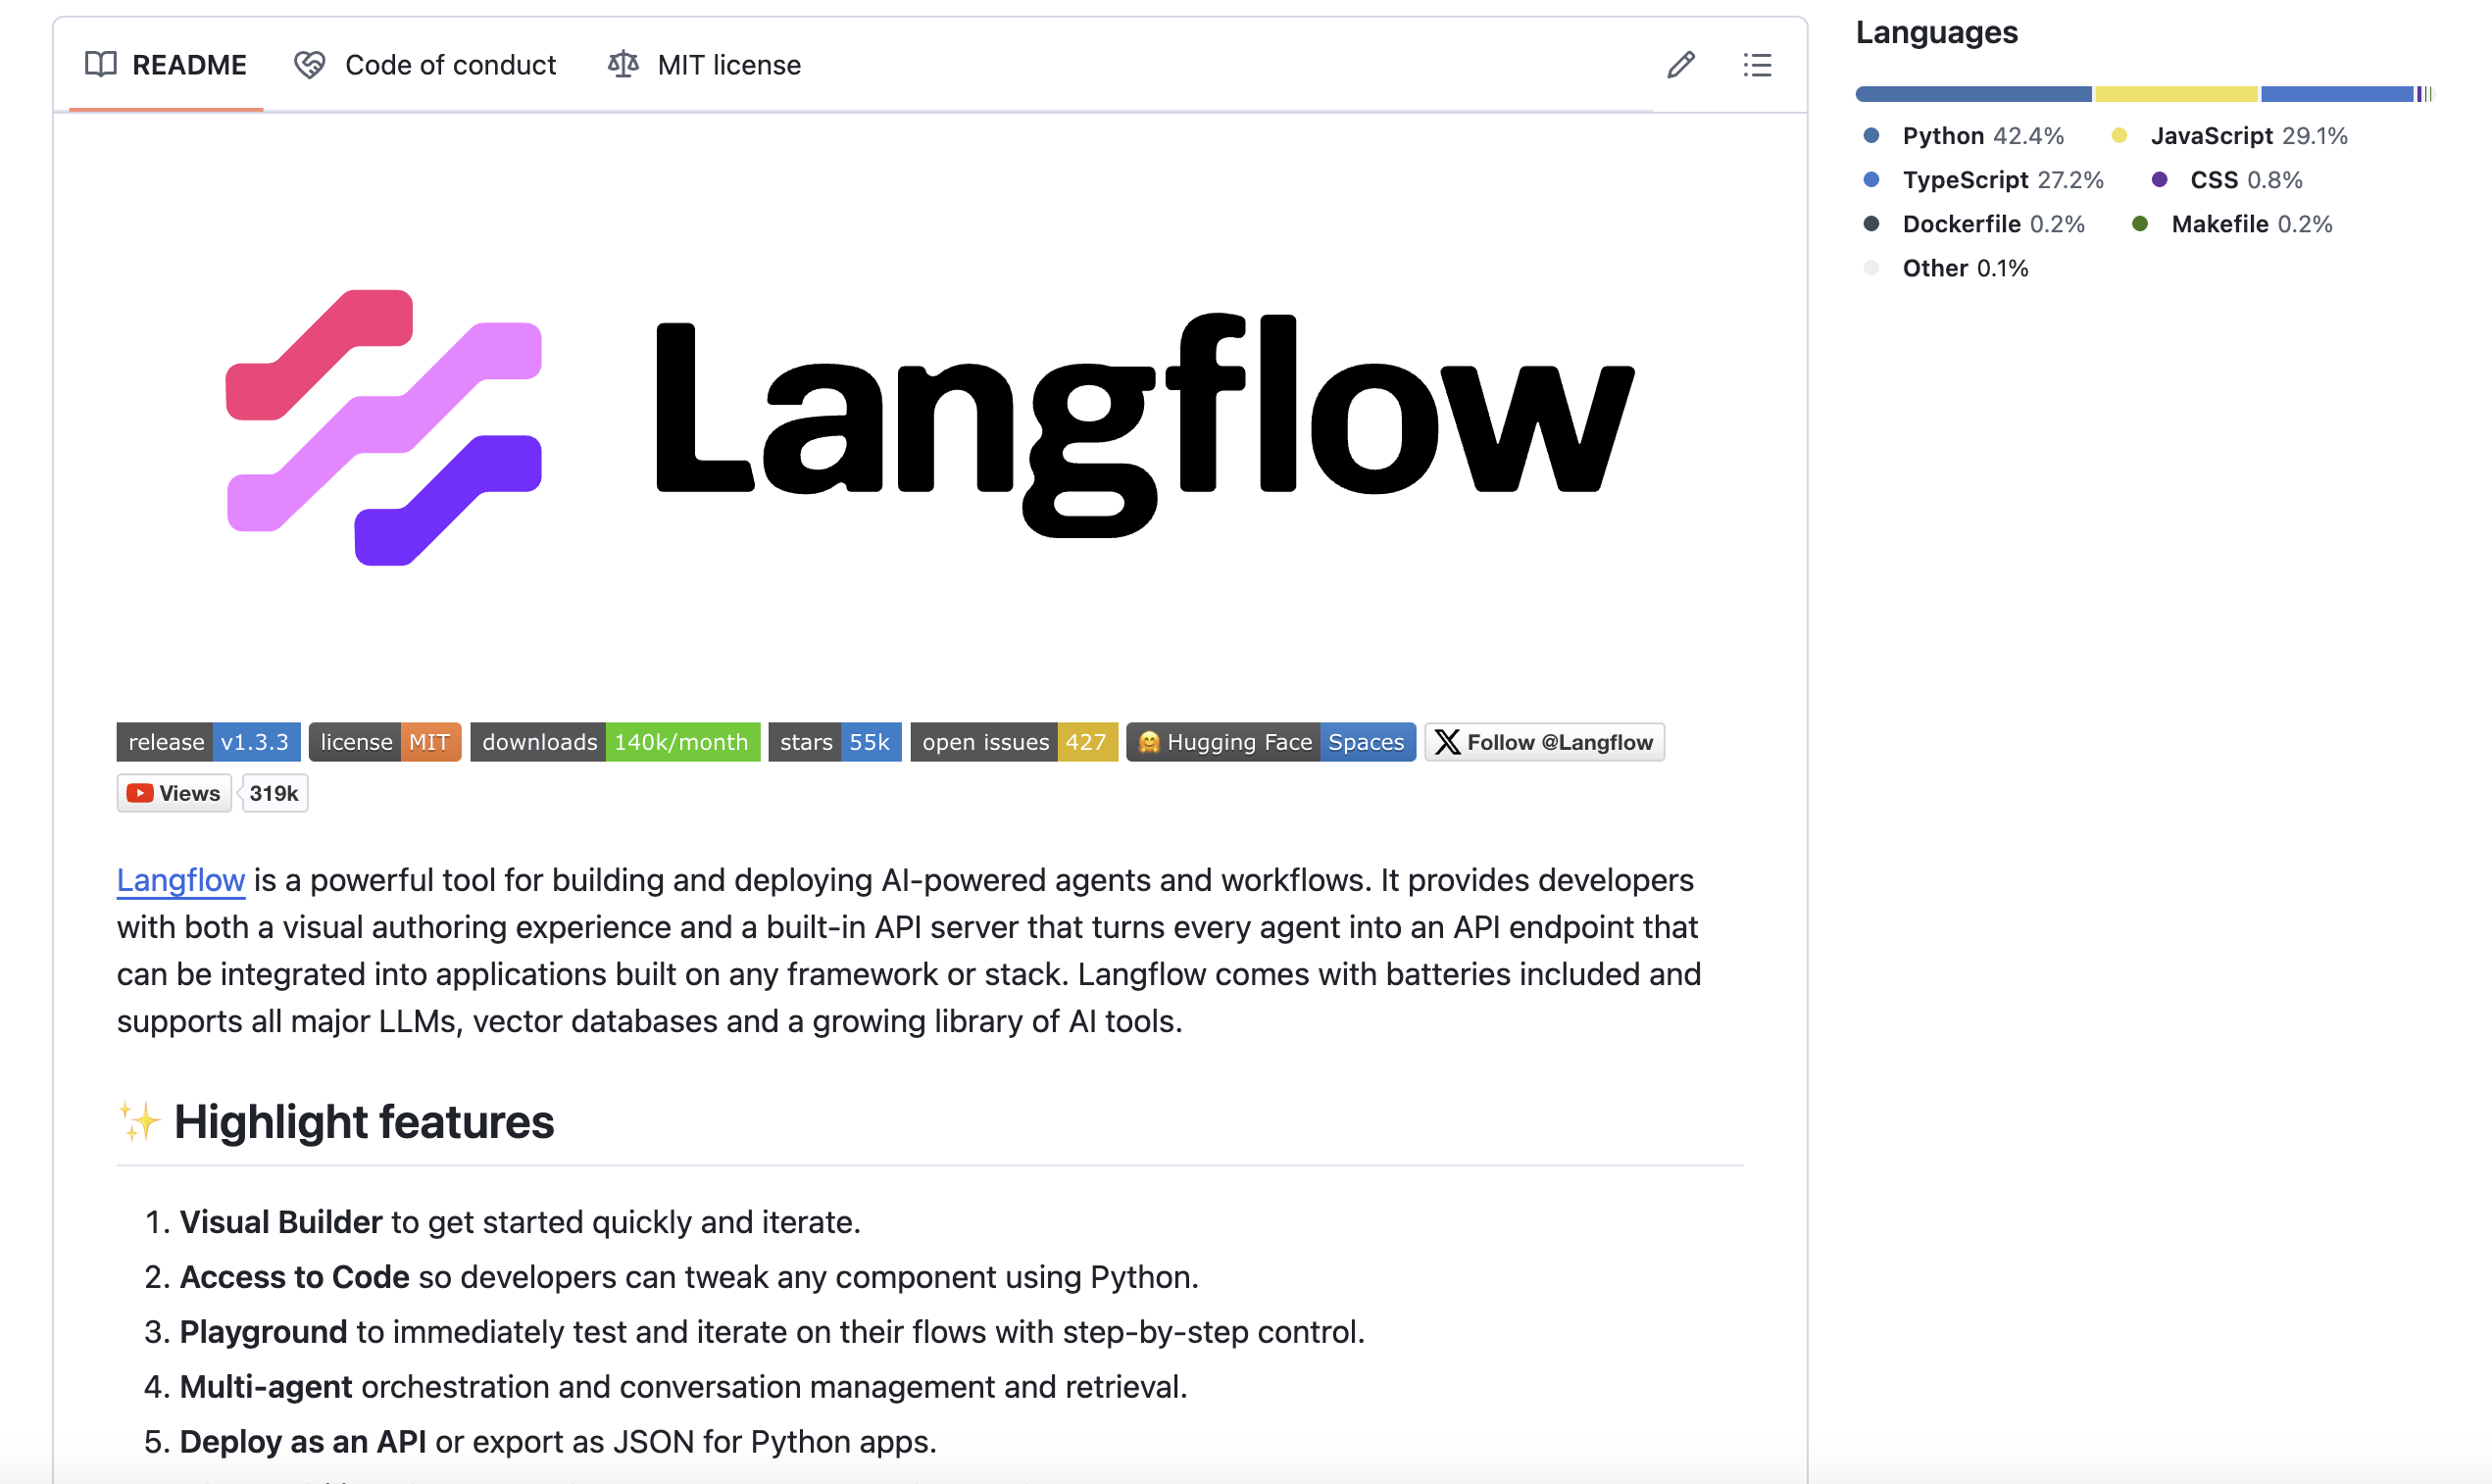 README Code of conduct MIT license
Langflow
release v1.3.3 license MIT downloads 140k/month stars 55k open issues 427 🤗 Hugging Face Spaces X Follow @Langflow
Views 319k
Langflow is a powerful tool for building and deploying AI-powered agents and workflows. It provides developers
with both a visual authoring experience and a built-in API server that turns every agent into an API endpoint that
can be integrated into applications built on any framework or stack. Langflow comes with batteries included and
supports all major LLMs, vector databases and a growing library of AI tools.
✨ Highlight features
1. Visual Builder to get started quickly and iterate.
2. Access to Code so developers can tweak any component using Python.
3. Playground to immediately test and iterate on their flows with step-by-step control.
4. Multi-agent orchestration and conversation management and retrieval.
5. Deploy as an API or export as JSON for Python apps.
Languages
Python 42.4% JavaScript 29.1%
TypeScript 27.2% CSS 0.8%
Dockerfile 0.2% Makefile 0.2%
Other 0.1%